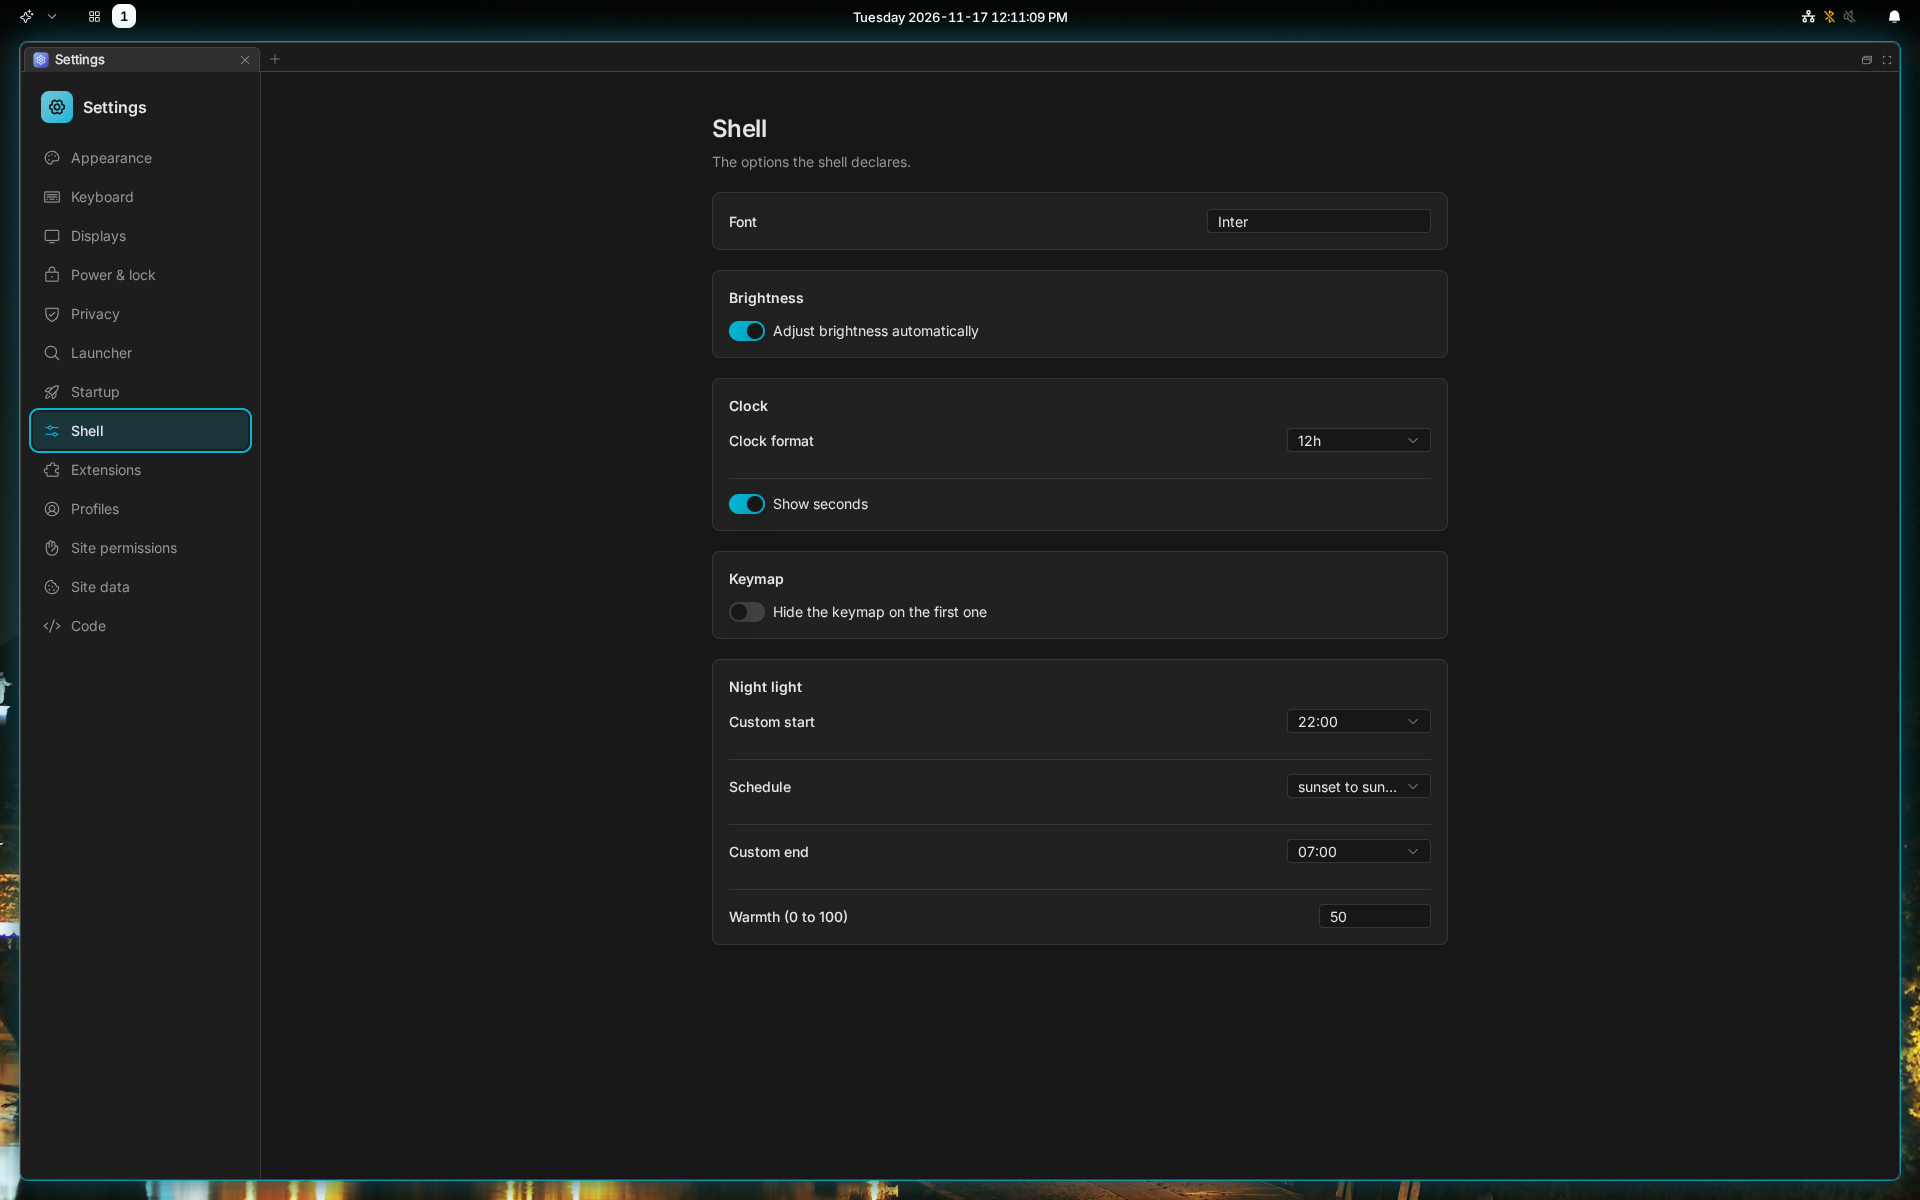 1
Tuesday 2026-11-17 12:11:09 PM
Settings
Settings
Appearance
Keyboard
Displays
Power & lock
Privacy
Launcher
Startup
Shell
Extensions
Profiles
Site permissions
Site data
Code
Shell
The options the shell declares.
Font
Inter
Brightness
Adjust brightness automatically
Clock
Clock format
12h
Show seconds
Keymap
Hide the keymap on the first one
Night light
Custom start
22:00
Schedule
sunset to sun...
Custom end
07:00
Warmth (0 to 100)
50